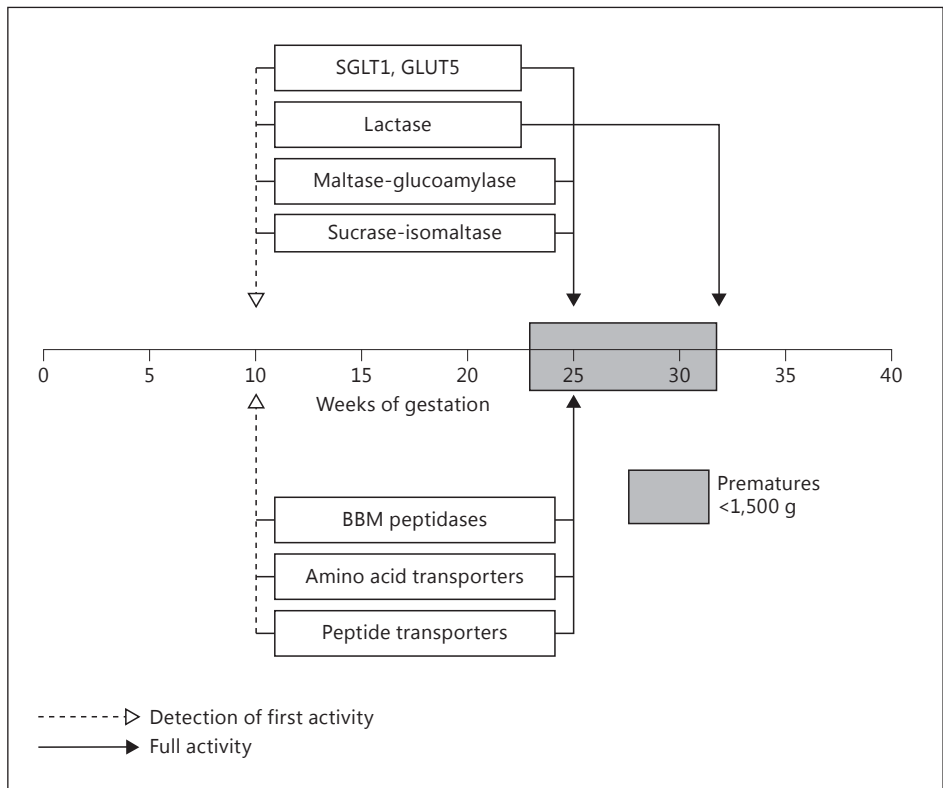 SGLT1, GLUT5
Lactase
Maltase-glucoamylase
Sucrase-isomaltase
0 5 10 15 20 25 30 35 40
Weeks of gestation
BBM peptidases
Amino acid transporters
Peptide transporters
Prematures
<1,500 g
Detection of first activity
Full activity